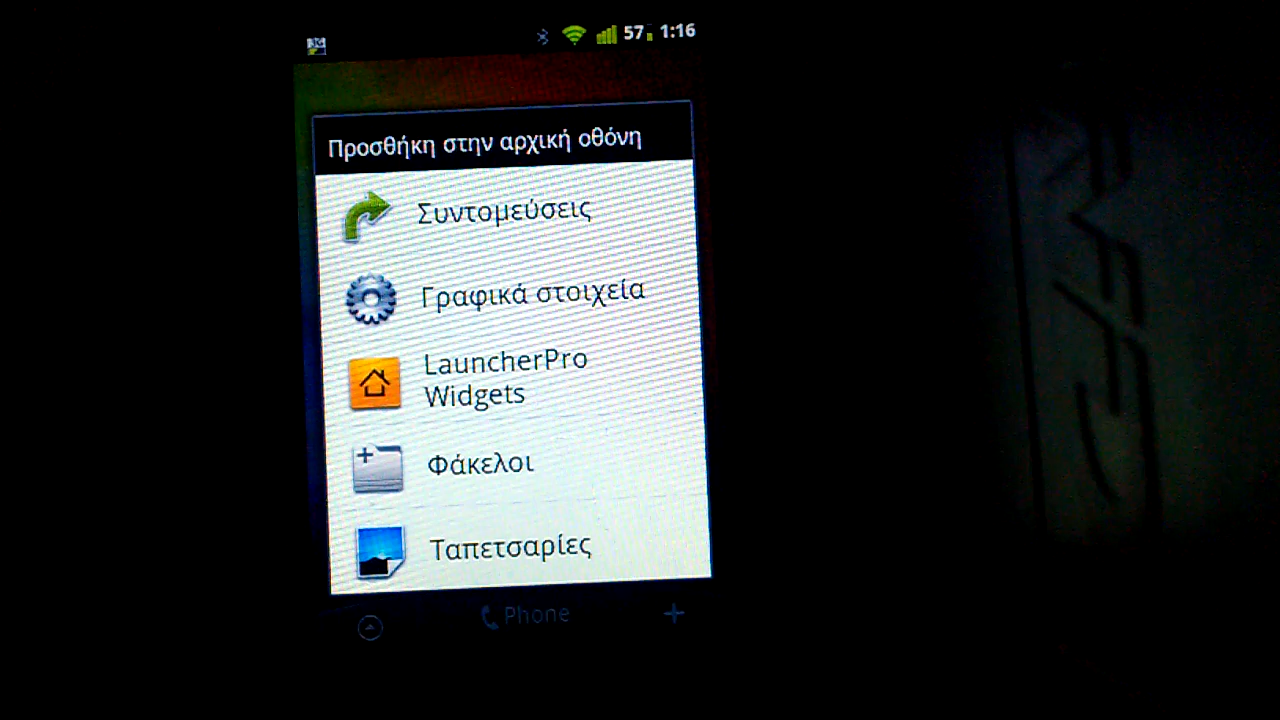 57 1:16
Προσθήκη στην αρχική οθόνη
Συντομεύσεις
Γραφικά στοιχεία
LauncherPro
Widgets
Φάκελοι
Ταπετσαρίες
Phone